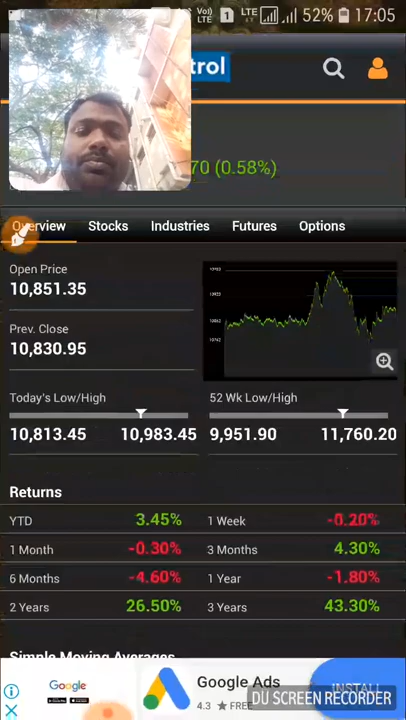 Vo)) LTE 1 LTE 52% 17:05
trol
70 (0.58%)
Overview Stocks Industries Futures Options
Open Price
10,851.35
Prev. Close
10,830.95
Today's Low/High
10,813.45 10,983.45
52 Wk Low/High
9,951.90 11,760.20
Returns
YTD 3.45% 1 Week -0.20%
1 Month -0.30% 3 Months 4.30%
6 Months -4.60% 1 Year -1.80%
2 Years 26.50% 3 Years 43.30%
Simple Moving Averages
Google
Google Ads
4.3 ★ FREE
INSTALL
DU SCREEN RECORDER